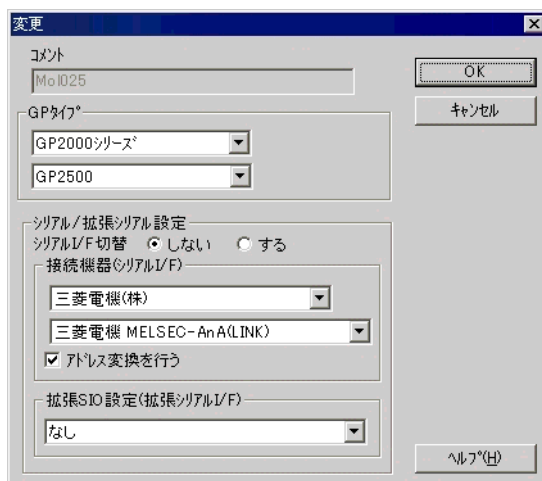 変更
コメント
Mol025
OK
キャンセル
GPﾀｲﾌﾟ
GP2000ｼﾘｰｽﾞ
GP2500
ｼﾘｱﾙ/拡張ｼﾘｱﾙ設定
ｼﾘｱﾙI/F切替 しない する
接続機器(ｼﾘｱﾙI/F)
三菱電機(株)
三菱電機 MELSEC-AnA(LINK)
ｱﾄﾞﾚｽ変換を行う
拡張SIO設定(拡張ｼﾘｱﾙI/F)
なし
ﾍﾙﾌﾟ(H)